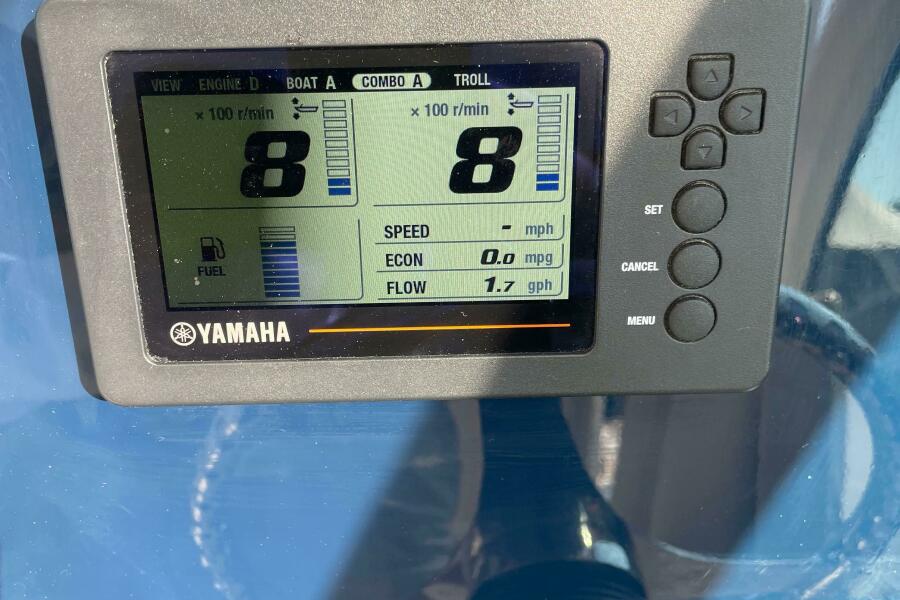 VIEW ENGINE D BOAT A COMBO A TROLL
× 100 r/min × 100 r/min
8 8
FUEL
SPEED - mph
ECON 0.0 mpg
FLOW 1.7 gph
YAMAHA
SET
CANCEL
MENU